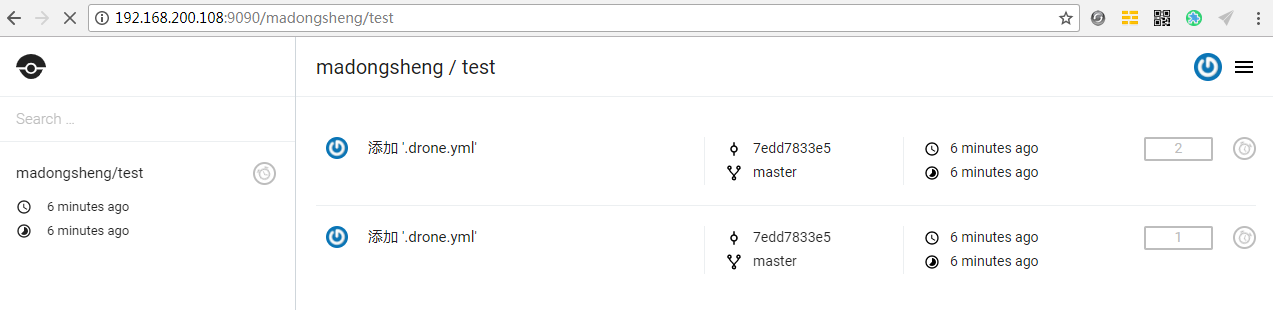 192.168.200.108:9090/madongsheng/test
madongsheng / test
Search ...
madongsheng/test
6 minutes ago
6 minutes ago
添加 '.drone.yml'
7edd7833e5
master
6 minutes ago
6 minutes ago
2
添加 '.drone.yml'
7edd7833e5
master
6 minutes ago
6 minutes ago
1